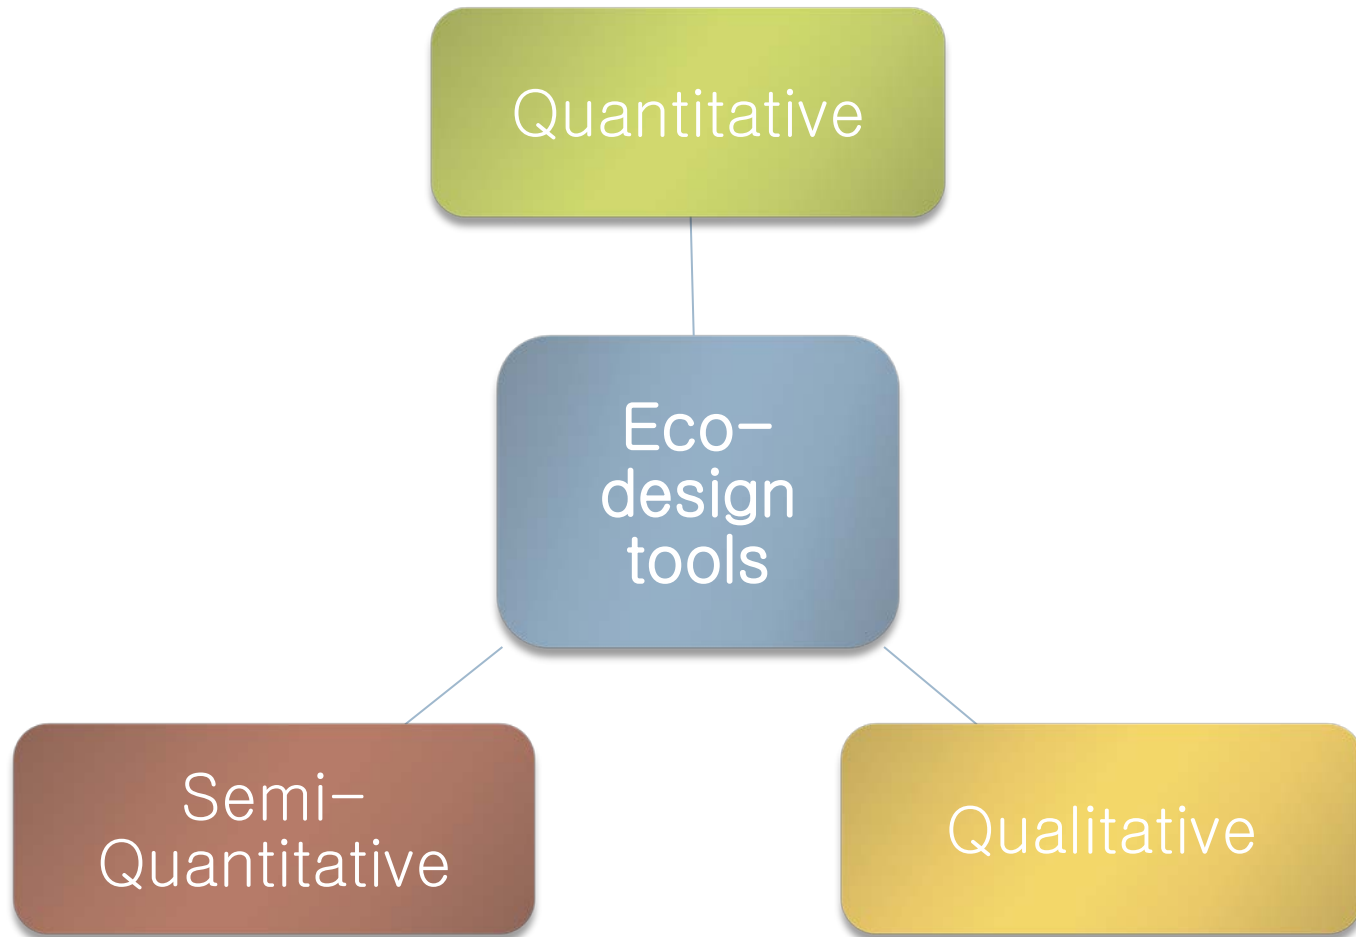 Quantitative
Eco-
design
tools
Semi-
Quantitative
Qualitative